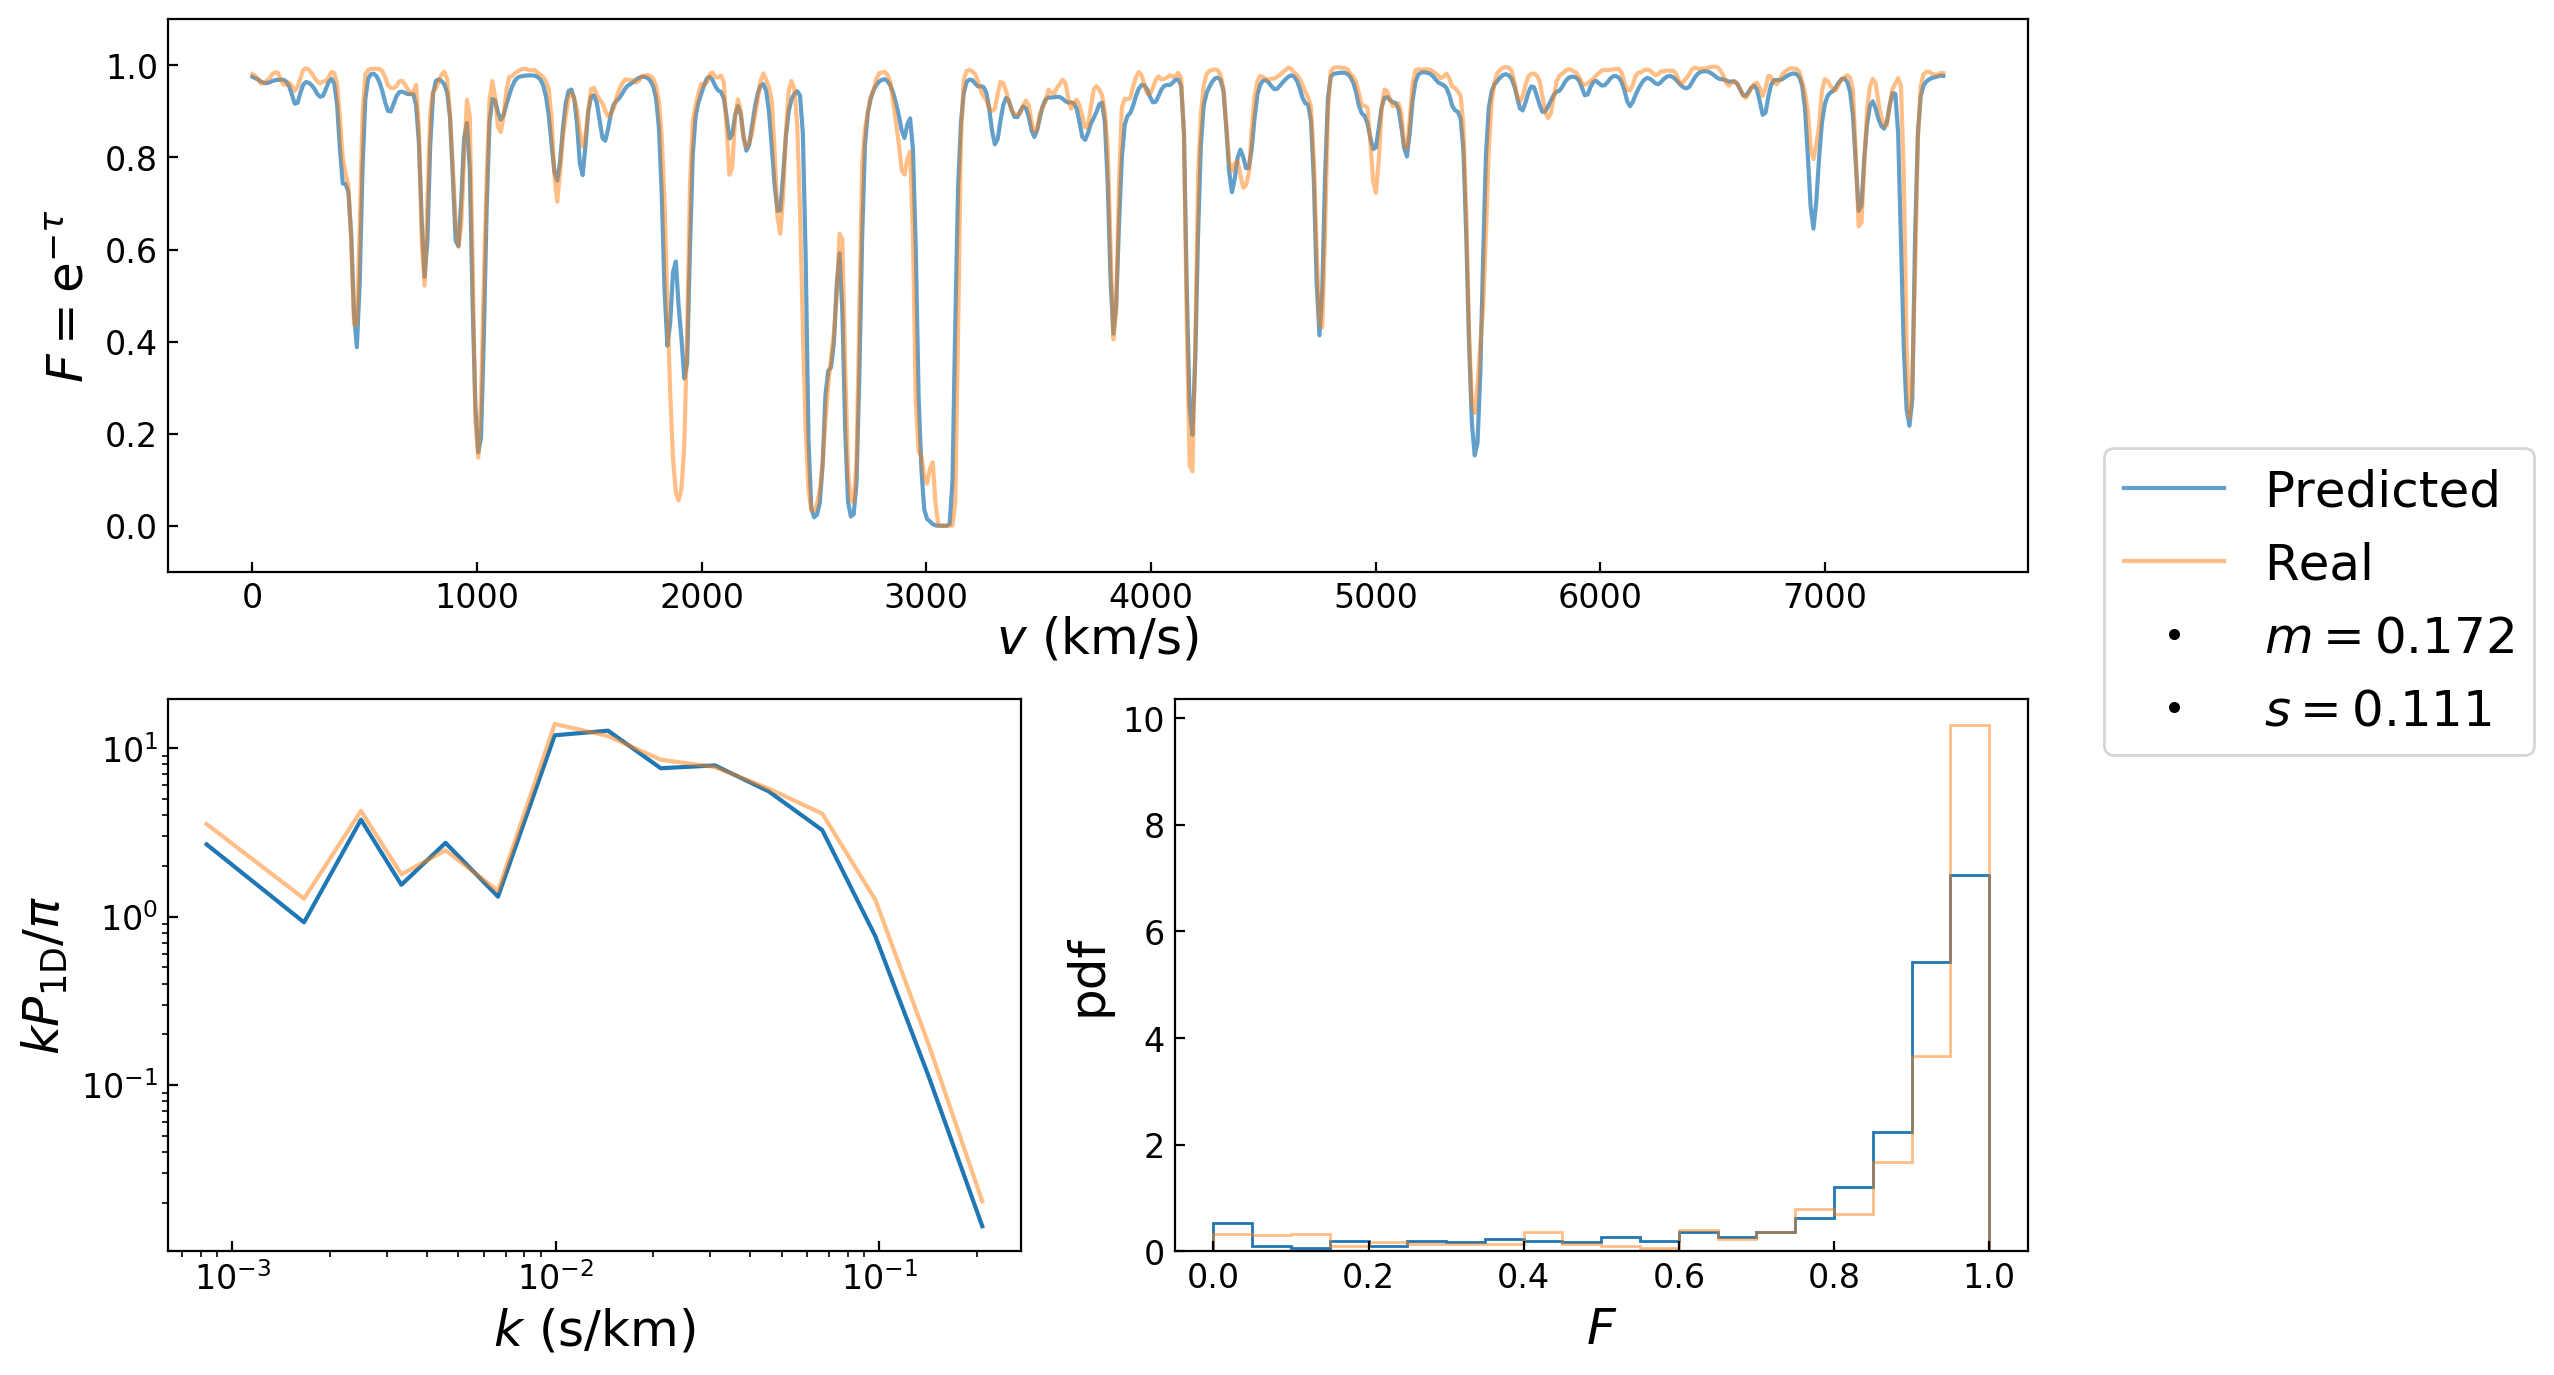 1.0
0.8
0.6
0.4
0.2
0.0
F = e^{-τ}
0 1000 2000 3000 4000 5000 6000 7000
v (km/s)
Predicted
Real
m = 0.172
s = 0.111
10^1
10^0
10^{-1}
kP_{1D}/π
10^{-3} 10^{-2} 10^{-1}
k (s/km)
10
8
6
4
2
0
pdf
0.0 0.2 0.4 0.6 0.8 1.0
F